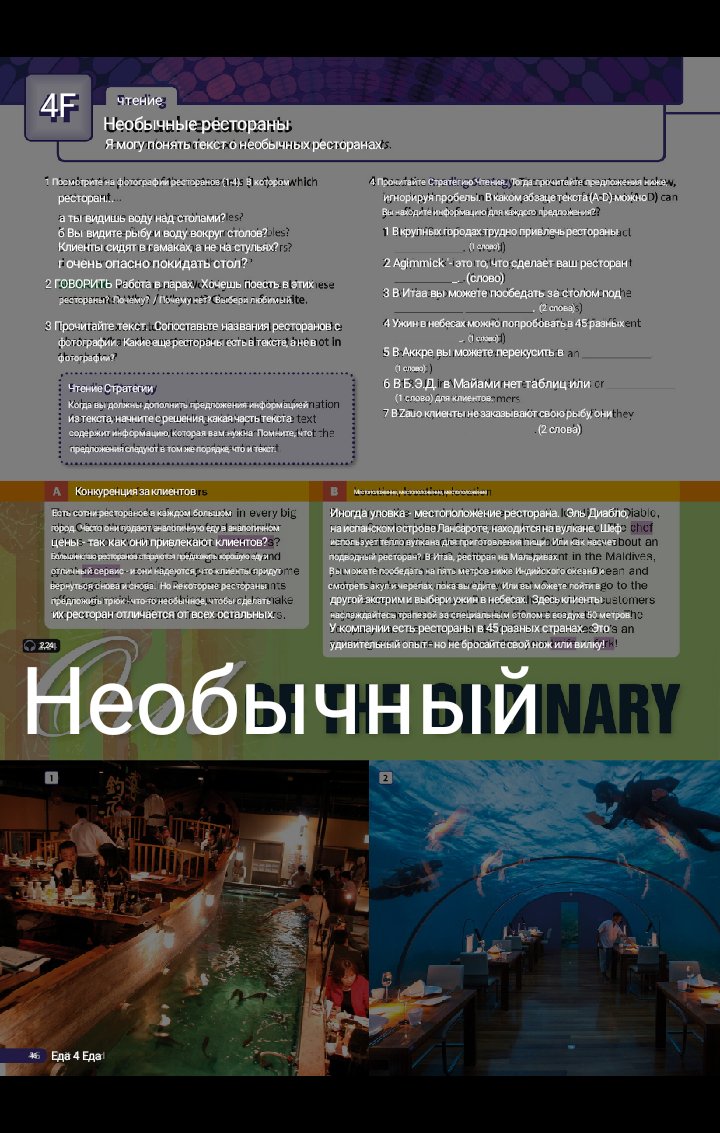 4F
чтение
Необычные рестораны
Я могу понять текст о необычных ресторанах.
1 Посмотрите на фотографии ресторанов (1-4). В котором
ресторан...
а ты видишь воду над столами?
б Вы видите рыбу и воду вокруг столов?
Клиенты сидят в гамаках, а не на стульях?
г очень опасно покидать стол?
2 ГОВОРИТЬ Работа в парах. Хочешь поесть в этих
рестораны? Почему? / Почему нет? Выбери любимый.
3 Прочитайте текст. Сопоставьте названия ресторанов с
фотографии. Какие еще рестораны есть в тексте, а не в
фотографии?
Чтение Стратегии
Когда вы должны дополнить предложения информацией
из текста, начните с решения, какая часть текста
содержит информацию, которая вам нужна. Помните, что
предложения следуют в том же порядке, что и текст.
4 Прочитайте Стратегию Чтения. Тогда прочитайте предложения ниже,
игнорируя пробелы. В каком абзаце текста (A-D) можно
Вы находите информацию для каждого предложения?
1 В крупных городах трудно привлечь рестораны
(1 слово)
2 Agimmick '- это то, что сделает ваш ресторан
. (слово)
3 В Итаа вы можете пообедать за столом под
. (2 слова)
4 Ужин в небесах можно попробовать в 45 разных
. (1 слово)
5 В Аккре вы можете перекусить в
(1 слово)
6 В Б.Э.Д. в Майами нет таблиц или
(1 слово) для клиентов.
7 В Zauo клиенты не заказывают свою рыбу, они
. (2 слова)
A Конкуренция за клиентов
Есть сотни ресторанов в каждом большом
город. Часто они подают аналогичную еду в аналогичном
цены - так как они привлекают клиентов?
Большинство ресторанов стараются предложить хорошую еду и
отличный сервис - и они надеются, что клиенты придут
вернуться снова и снова. Но некоторые рестораны
предложить трюк - что-то необычное, чтобы сделать
их ресторан отличается от всех остальных.
B Местоположение, местоположение, местоположение
Иногда уловка - местоположение ресторана. Эль Диабло,
на испанском острове Лансароте, находится на вулкане. Шеф
использует тепло вулкана для приготовления пищи. Или как насчет
подводный ресторан? В Итаа, ресторан на Мальдивах.
Вы можете пообедать на пять метров ниже Индийского океана и
смотреть акул и черепах, пока вы едите. Или вы можете пойти в
другой экстрим и выбери ужин в небесах. Здесь клиенты
наслаждайтесь трапезой за специальным столом в воздухе 50 метров!
У компании есть рестораны в 45 разных странах. Это
удивительный опыт - но не бросайте свой нож или вилку!
2.24
Необычный
OF THE ORDINARY
1
2
46 Еда 4 Еда